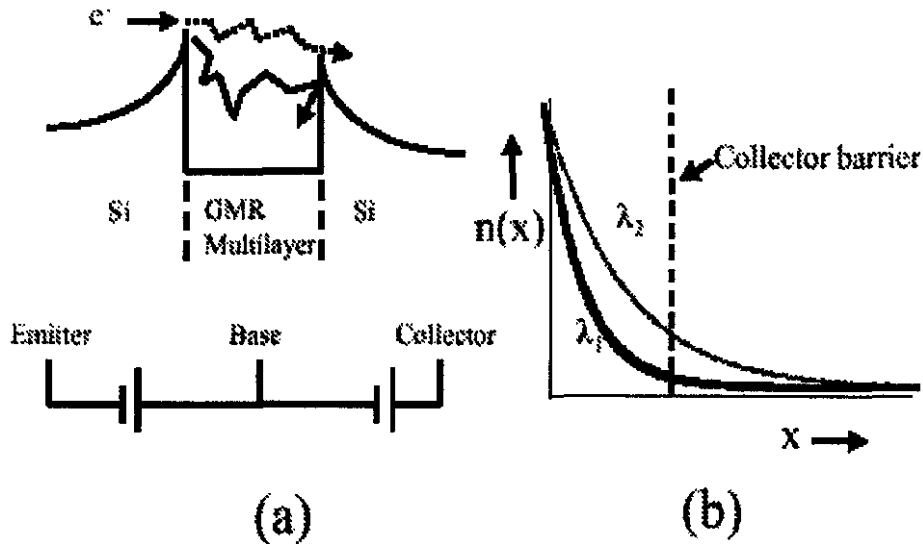 e-
Si GMR Si
Multilayer
Emitter Base Collector
(a)
Collector barrier
n(x)
λ2
λ1
x
(b)